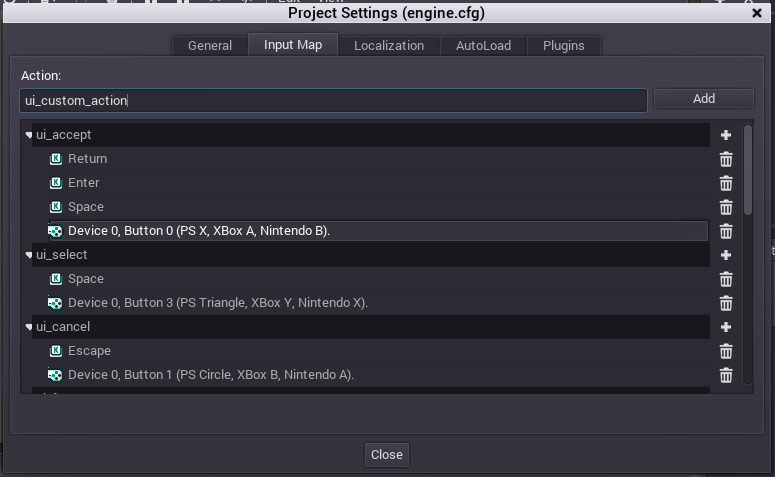 Project Settings (engine.cfg)
General Input Map Localization AutoLoad Plugins
Action:
ui_custom_action Add
ui_accept
Return
Enter
Space
Device 0, Button 0 (PS X, XBox A, Nintendo B).
ui_select
Space
Device 0, Button 3 (PS Triangle, XBox Y, Nintendo X).
ui_cancel
Escape
Device 0, Button 1 (PS Circle, XBox B, Nintendo A).
Close